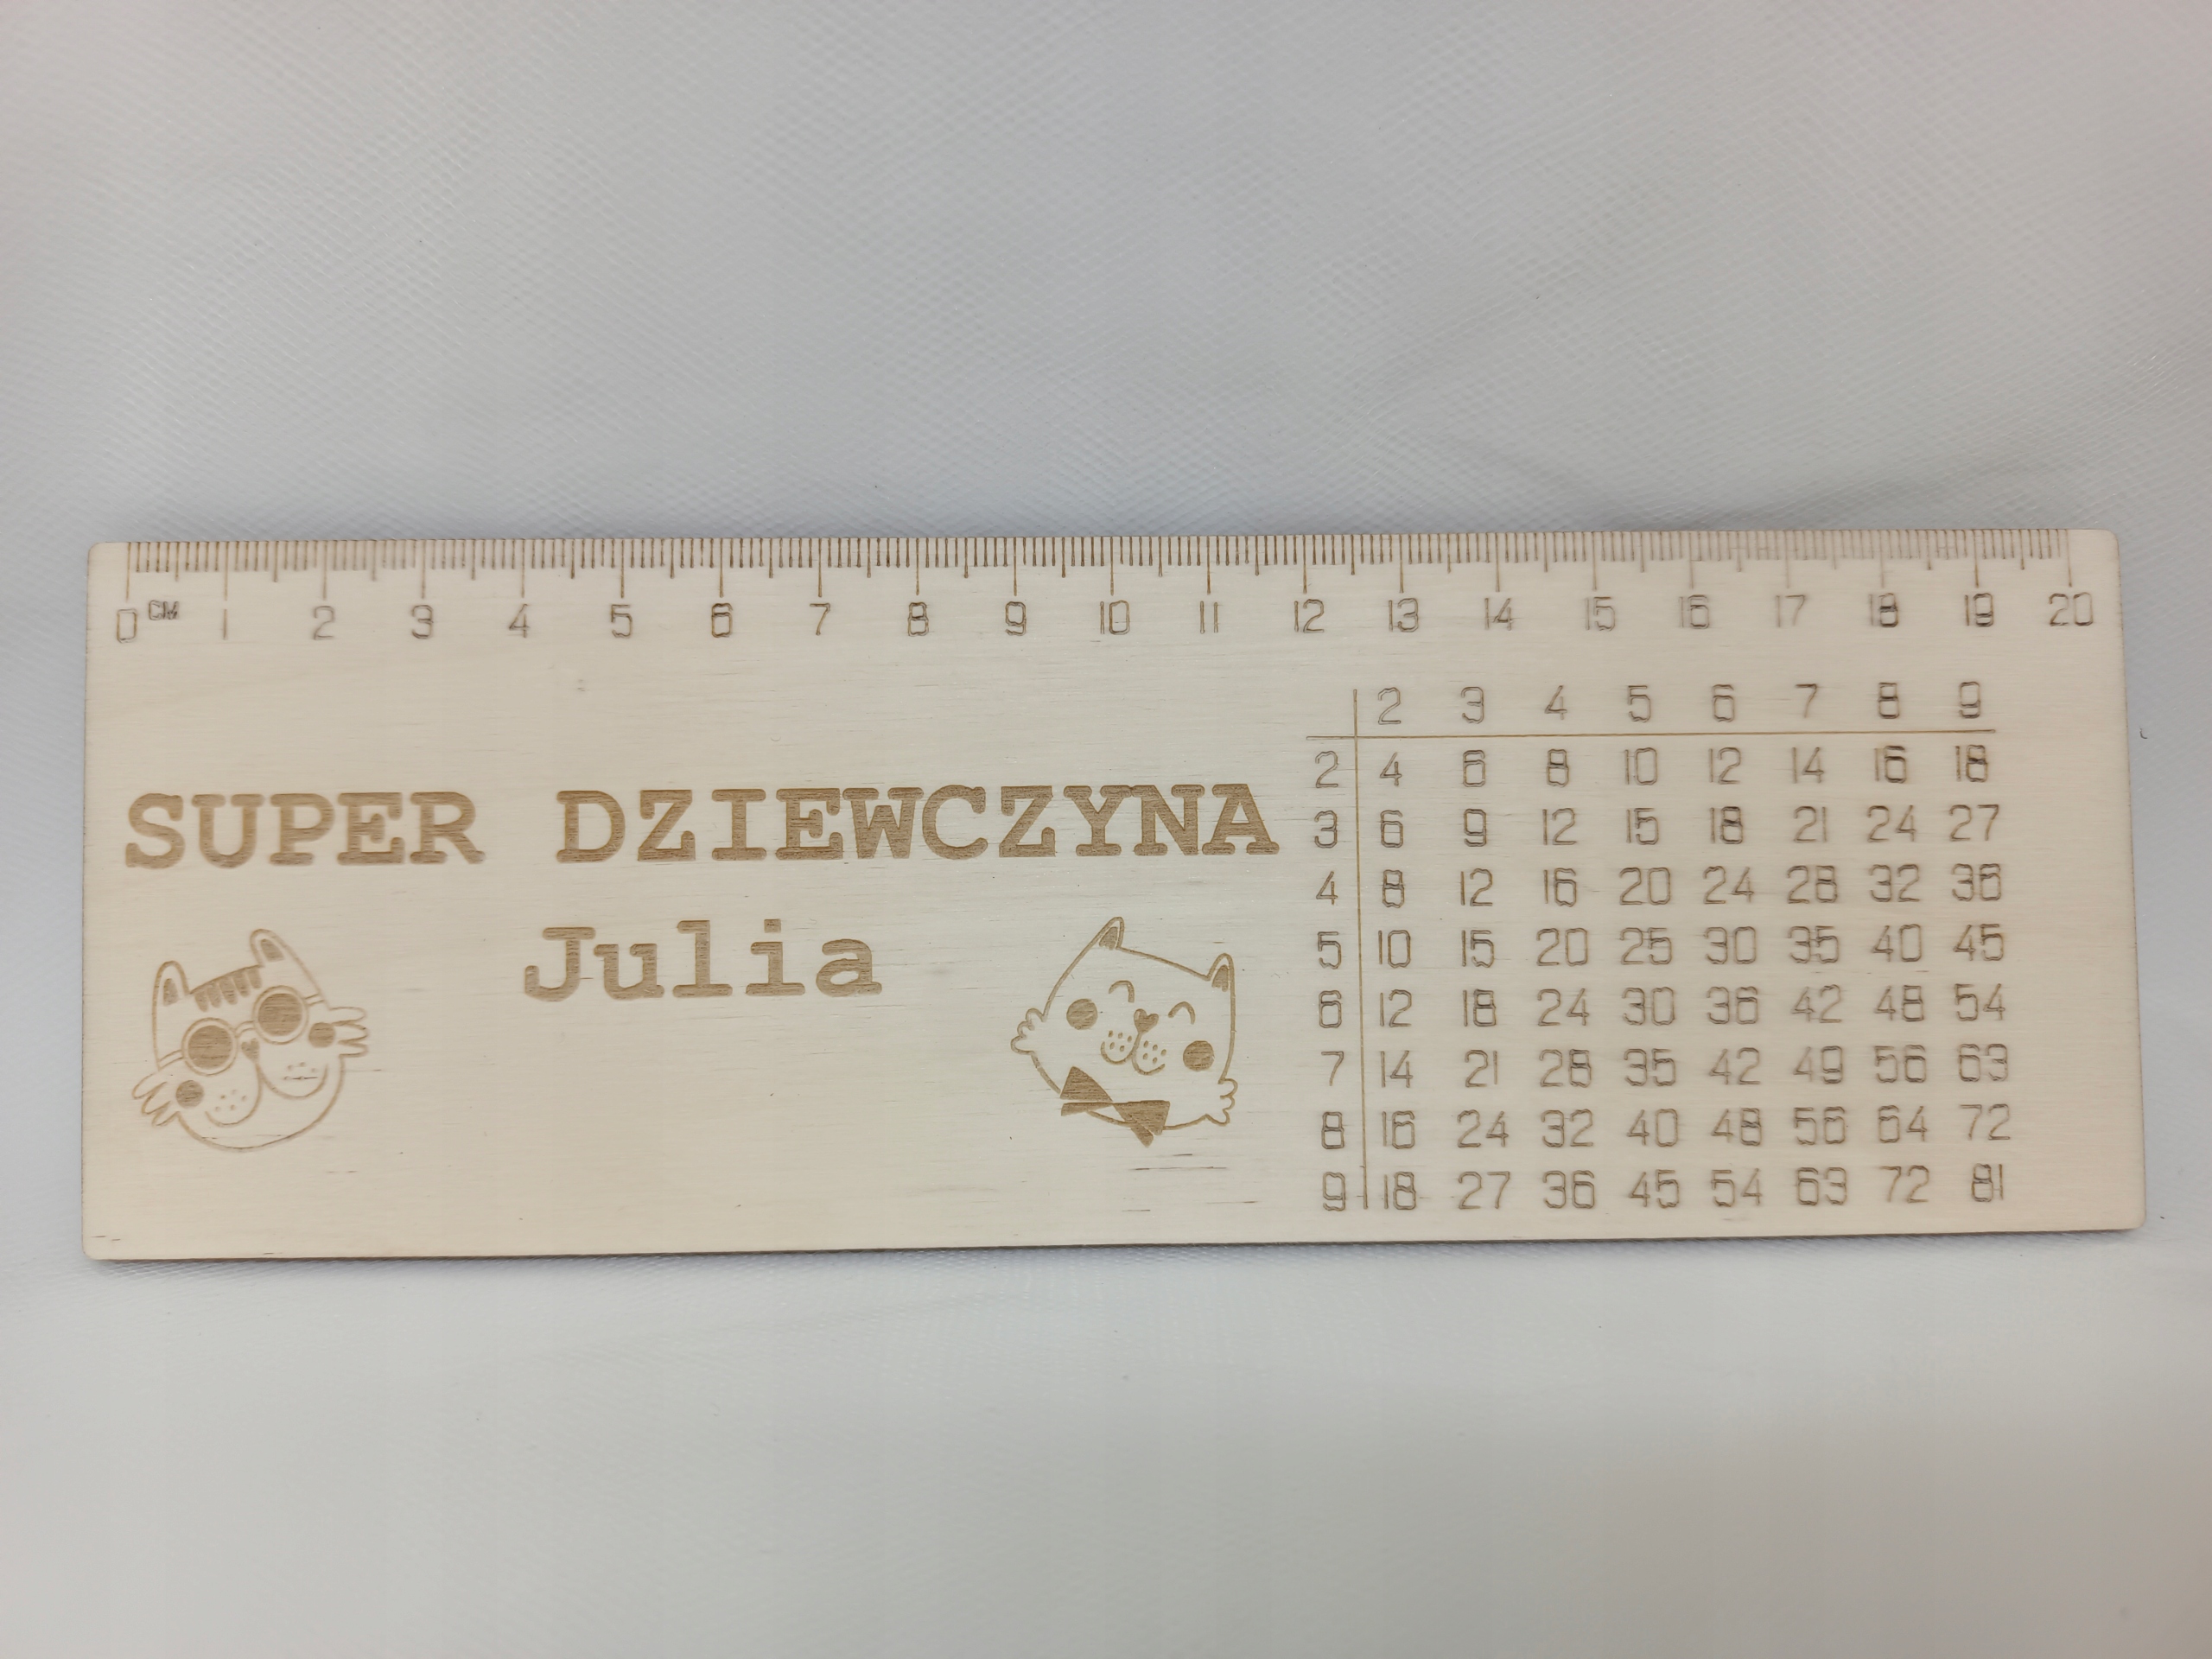 0 CM 1 2 3 4 5 6 7 8 9 10 11 12 13 14 15 16 17 18 19 20
SUPER DZIEWCZYNA
Julia
2 3 4 5 6 7 8 9
2 4 6 8 10 12 14 16 18
3 6 9 12 15 18 21 24 27
4 8 12 16 20 24 28 32 36
5 10 15 20 25 30 35 40 45
6 12 18 24 30 36 42 48 54
7 14 21 28 35 42 49 56 63
8 16 24 32 40 48 56 64 72
9 18 27 36 45 54 63 72 81